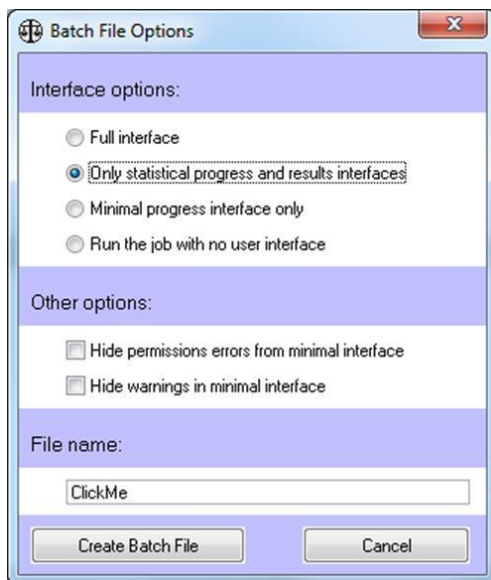 Batch File Options
Interface options:
Full interface
Only statistical progress and results interfaces
Minimal progress interface only
Run the job with no user interface
Other options:
Hide permissions errors from minimal interface
Hide warnings in minimal interface
File name:
ClickMe
Create Batch File
Cancel